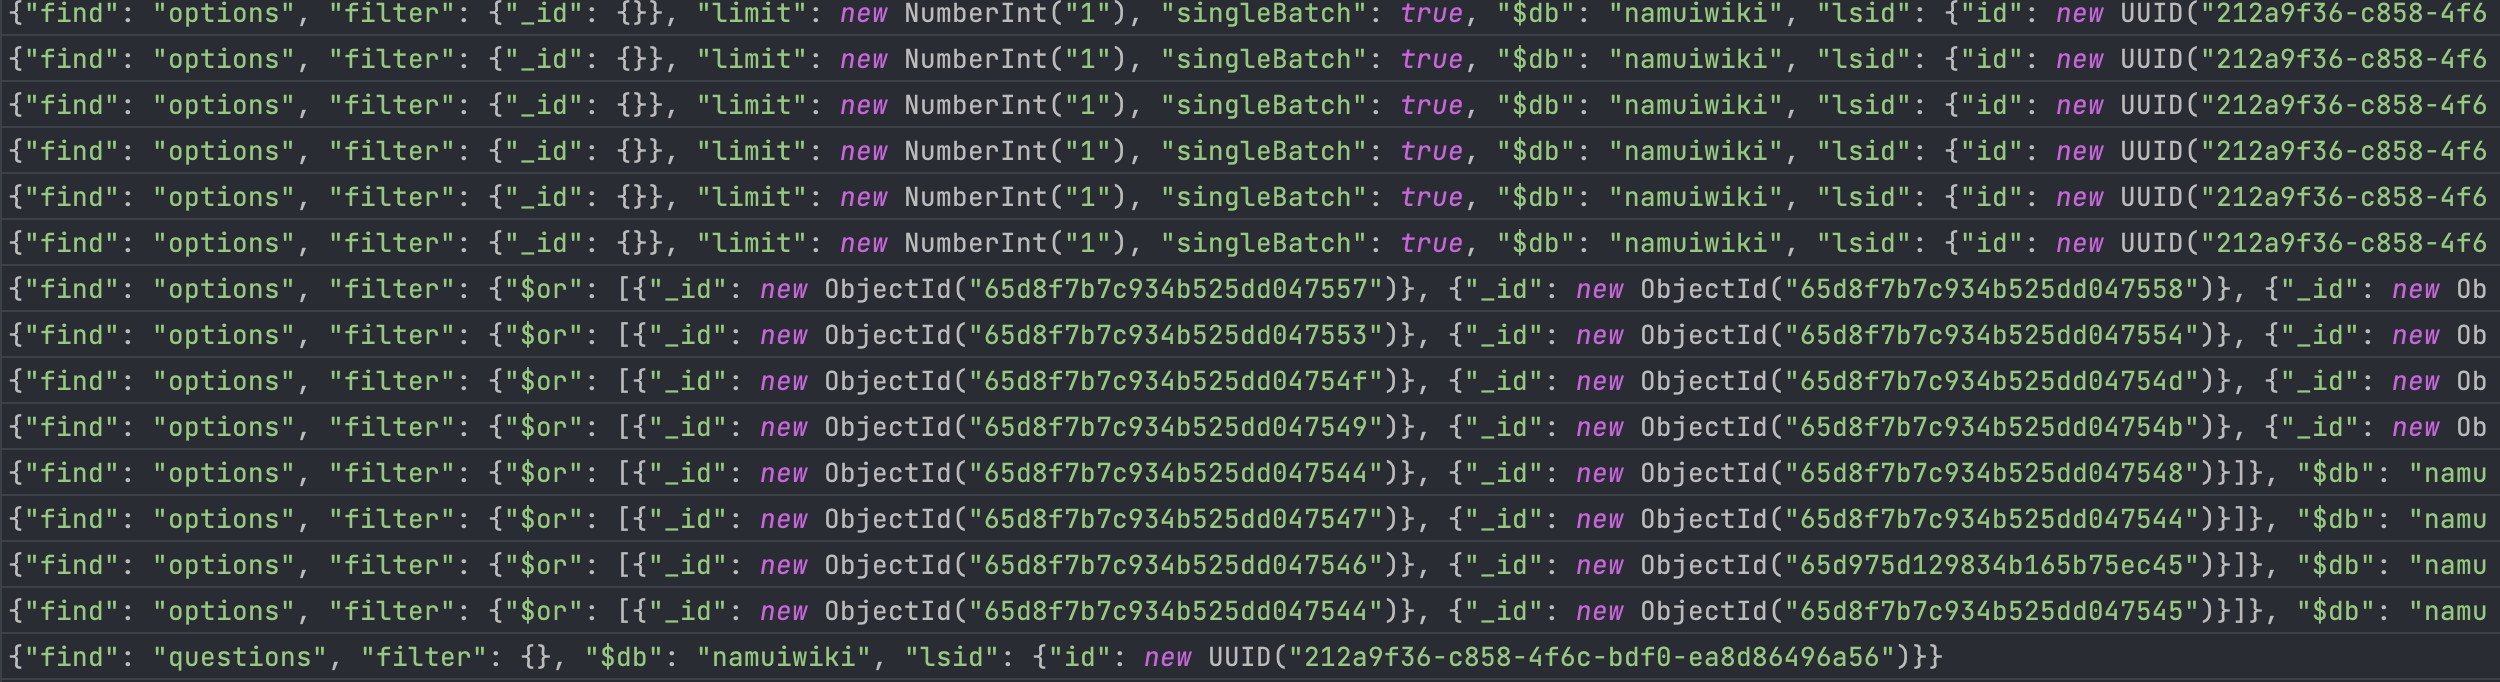 {"find": "options", "filter": {"_id": {}}, "limit": new NumberInt("1"), "singleBatch": true, "$db": "namuiwiki", "lsid": {"id": new UUID("212a9f36-c858-4f6
{"find": "options", "filter": {"_id": {}}, "limit": new NumberInt("1"), "singleBatch": true, "$db": "namuiwiki", "lsid": {"id": new UUID("212a9f36-c858-4f6
{"find": "options", "filter": {"_id": {}}, "limit": new NumberInt("1"), "singleBatch": true, "$db": "namuiwiki", "lsid": {"id": new UUID("212a9f36-c858-4f6
{"find": "options", "filter": {"_id": {}}, "limit": new NumberInt("1"), "singleBatch": true, "$db": "namuiwiki", "lsid": {"id": new UUID("212a9f36-c858-4f6
{"find": "options", "filter": {"_id": {}}, "limit": new NumberInt("1"), "singleBatch": true, "$db": "namuiwiki", "lsid": {"id": new UUID("212a9f36-c858-4f6
{"find": "options", "filter": {"_id": {}}, "limit": new NumberInt("1"), "singleBatch": true, "$db": "namuiwiki", "lsid": {"id": new UUID("212a9f36-c858-4f6
{"find": "options", "filter": {"$or": [{"_id": new ObjectId("65d8f7b7c934b525dd047557")}, {"_id": new ObjectId("65d8f7b7c934b525dd047558")}, {"_id": new Ob
{"find": "options", "filter": {"$or": [{"_id": new ObjectId("65d8f7b7c934b525dd047553")}, {"_id": new ObjectId("65d8f7b7c934b525dd047554")}, {"_id": new Ob
{"find": "options", "filter": {"$or": [{"_id": new ObjectId("65d8f7b7c934b525dd04754f")}, {"_id": new ObjectId("65d8f7b7c934b525dd04754d")}, {"_id": new Ob
{"find": "options", "filter": {"$or": [{"_id": new ObjectId("65d8f7b7c934b525dd047549")}, {"_id": new ObjectId("65d8f7b7c934b525dd04754b")}, {"_id": new Ob
{"find": "options", "filter": {"$or": [{"_id": new ObjectId("65d8f7b7c934b525dd047544")}, {"_id": new ObjectId("65d8f7b7c934b525dd047548")}]}, "$db": "namu
{"find": "options", "filter": {"$or": [{"_id": new ObjectId("65d8f7b7c934b525dd047547")}, {"_id": new ObjectId("65d8f7b7c934b525dd047544")}]}, "$db": "namu
{"find": "options", "filter": {"$or": [{"_id": new ObjectId("65d8f7b7c934b525dd047546")}, {"_id": new ObjectId("65d975d129834b165b75ec45")}]}, "$db": "namu
{"find": "options", "filter": {"$or": [{"_id": new ObjectId("65d8f7b7c934b525dd047544")}, {"_id": new ObjectId("65d8f7b7c934b525dd047545")}]}, "$db": "namu
{"find": "questions", "filter": {}, "$db": "namuiwiki", "lsid": {"id": new UUID("212a9f36-c858-4f6c-bdf0-ea8d86496a56")}}